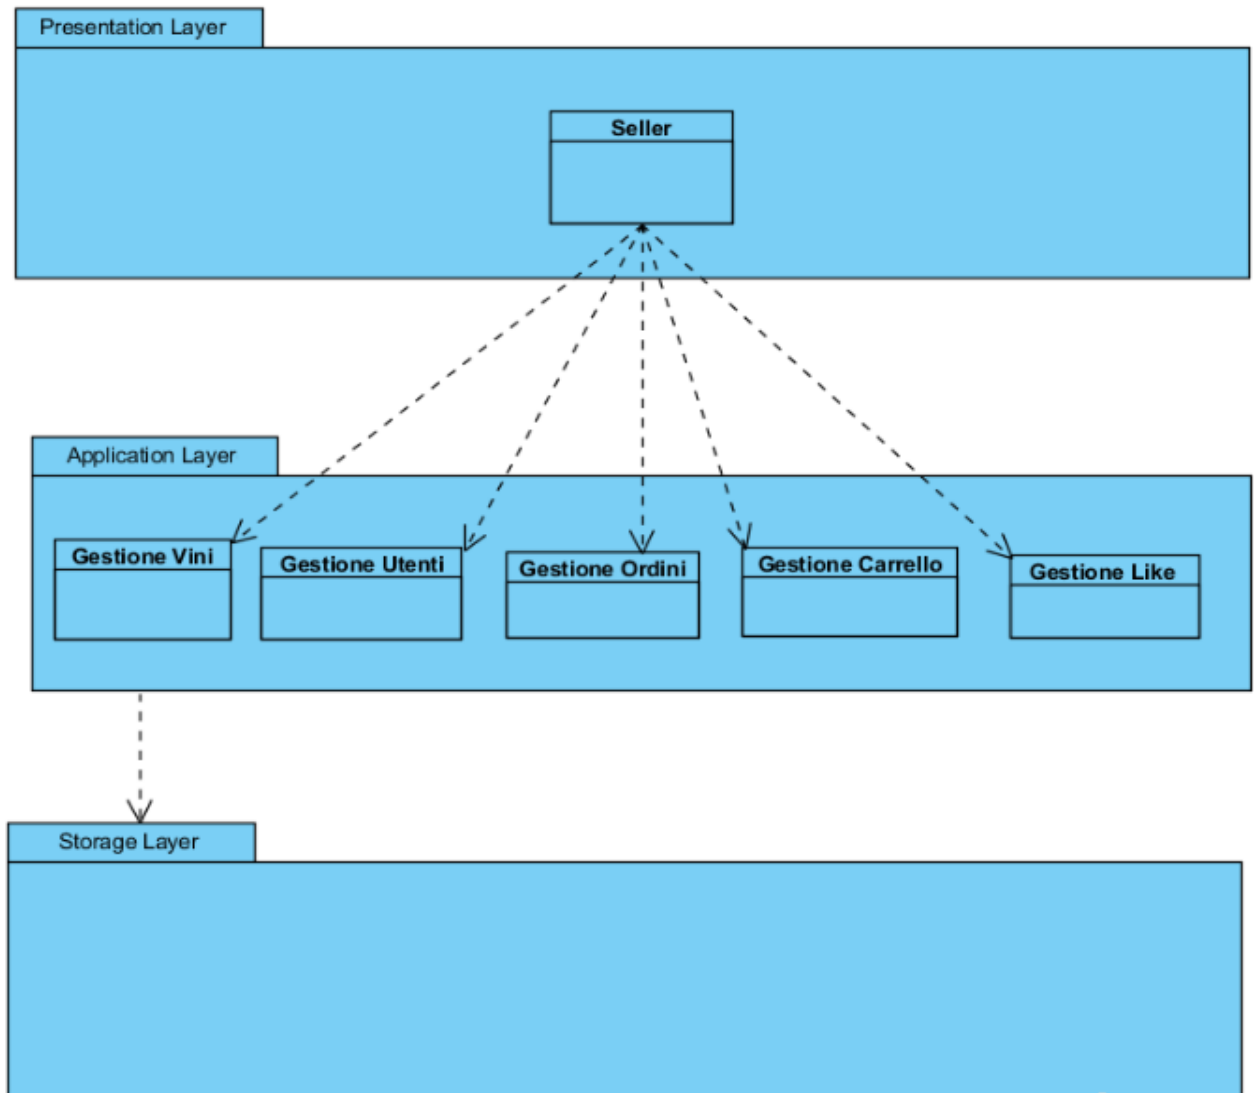 Presentation Layer
Seller
Application Layer
Gestione Vini
Gestione Utenti
Gestione Ordini
Gestione Carrello
Gestione Like
Storage Layer